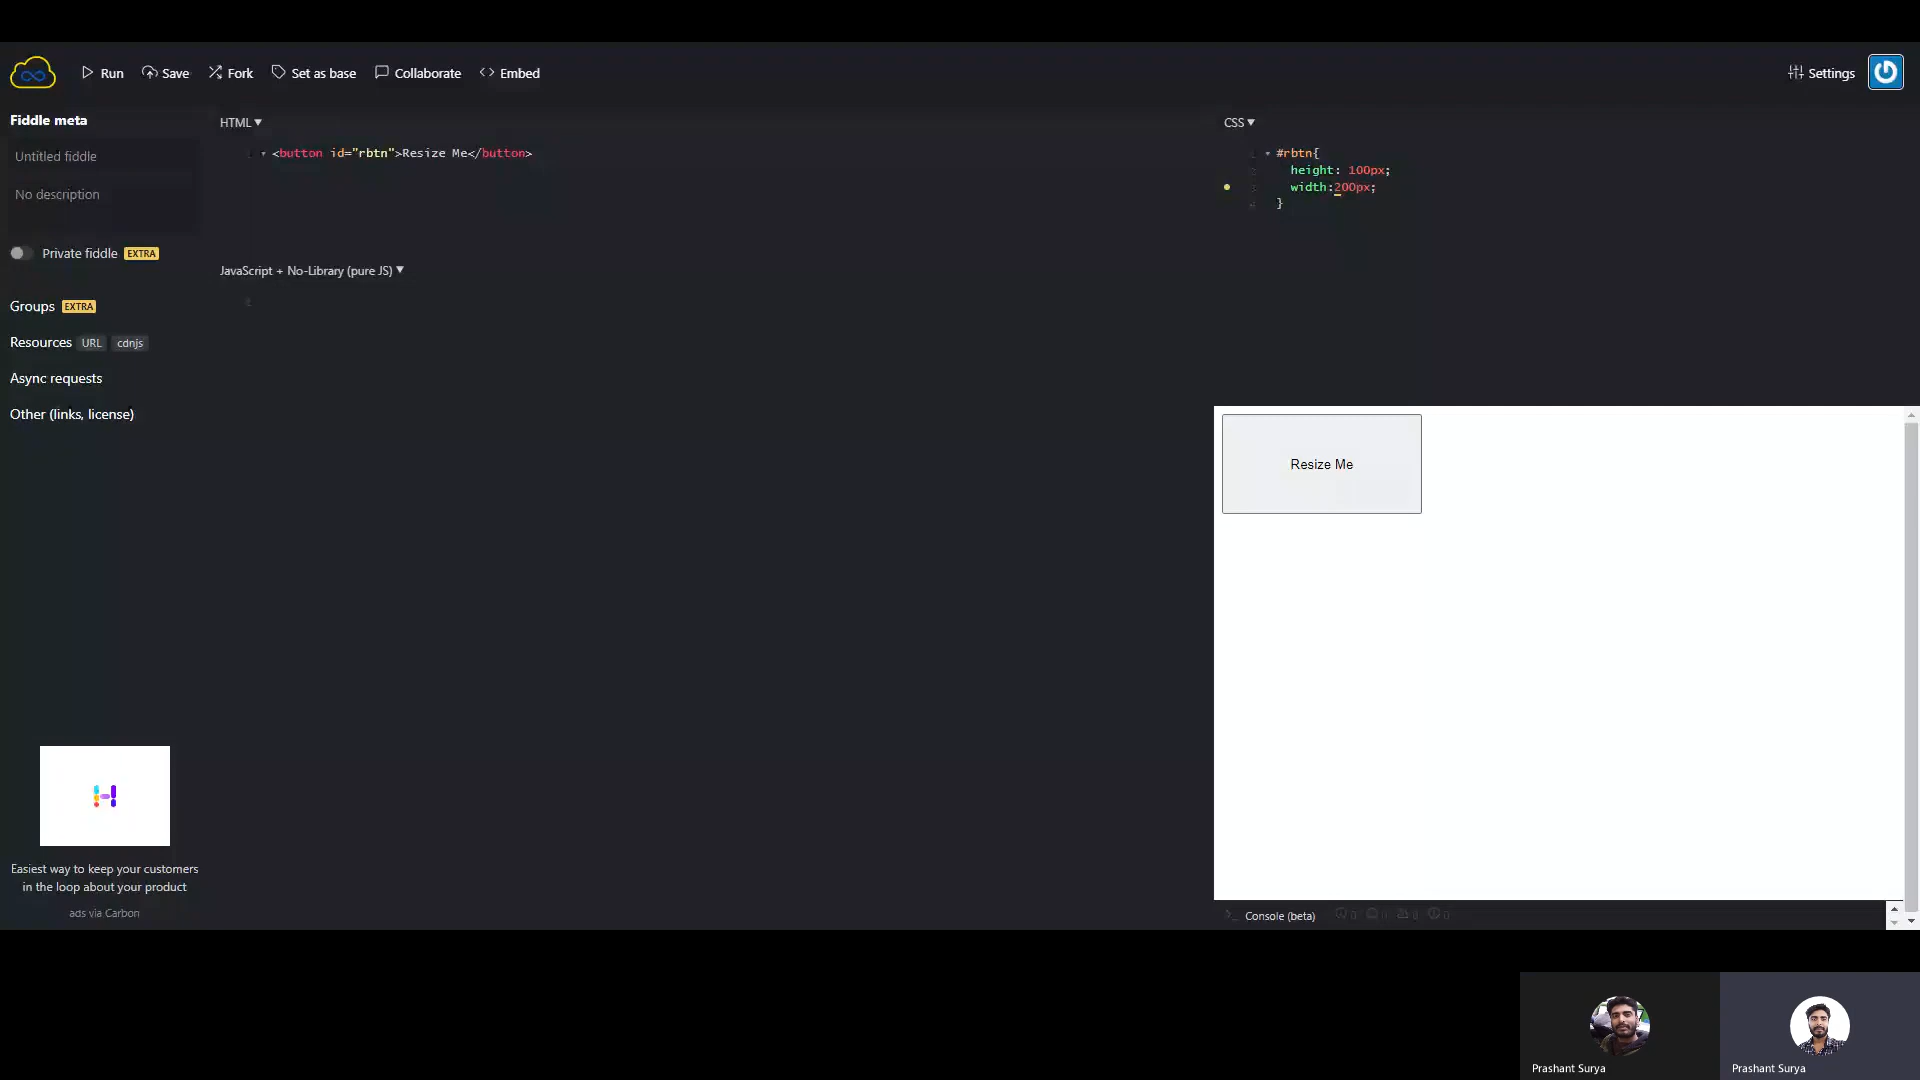 Run
Save
Fork
Set as base
Collaborate
Embed
Settings
Fiddle meta
Untitled fiddle
No description
Private fiddle EXTRA
Groups EXTRA
Resources URL cdnjs
Async requests
Other (links, license)
Easiest way to keep your customers
in the loop about your product
ads via Carbon
HTML
<button id="rbtn">Resize Me</button>
JavaScript + No-Library (pure JS)
CSS
#rbtn{
height: 100px;
width:200px;
}
Resize Me
Console (beta)
Prashant Surya
Prashant Surya